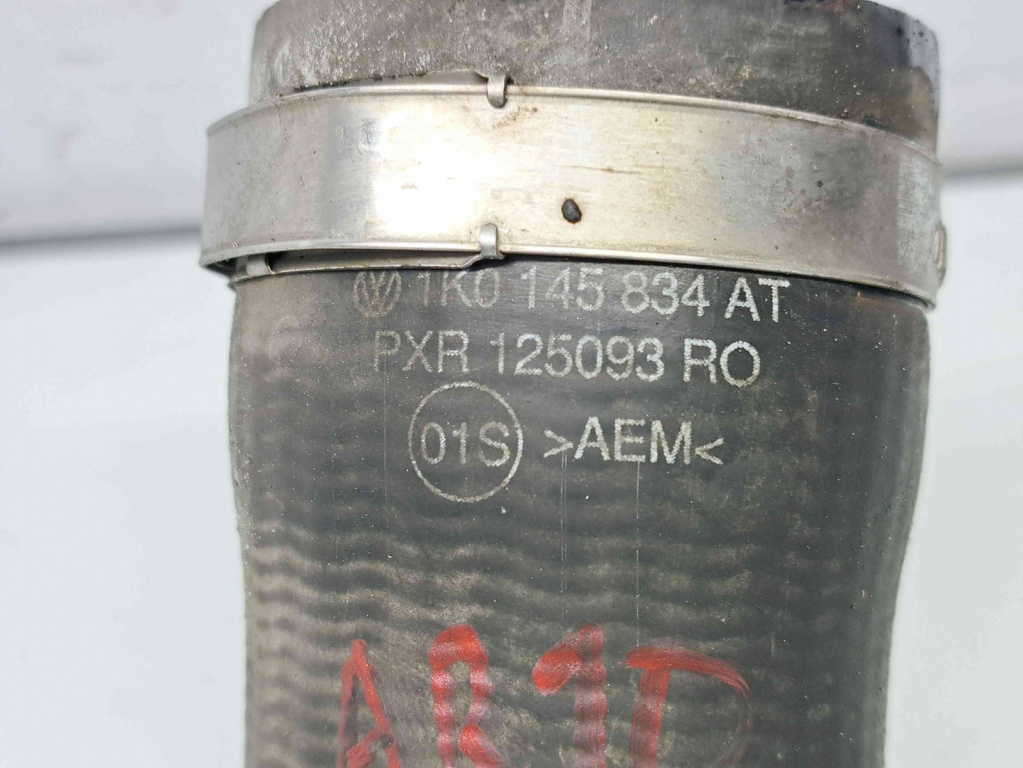 1K0 145 834 AT
PXR 125093 RO
01S >AEM<